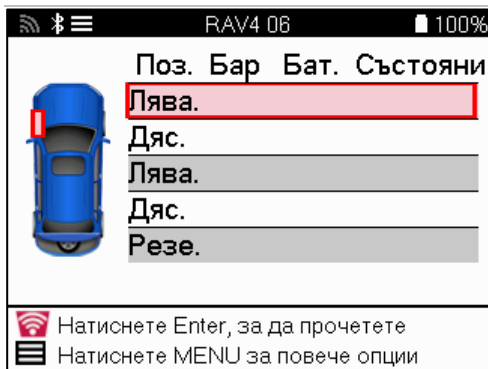 RAV4 06 100%
Поз. Бар Бат. Състояни
Лява.
Дяс.
Лява.
Дяс.
Резе.
Натиснете Enter, за да прочетете
Натиснете MENU за повече опции